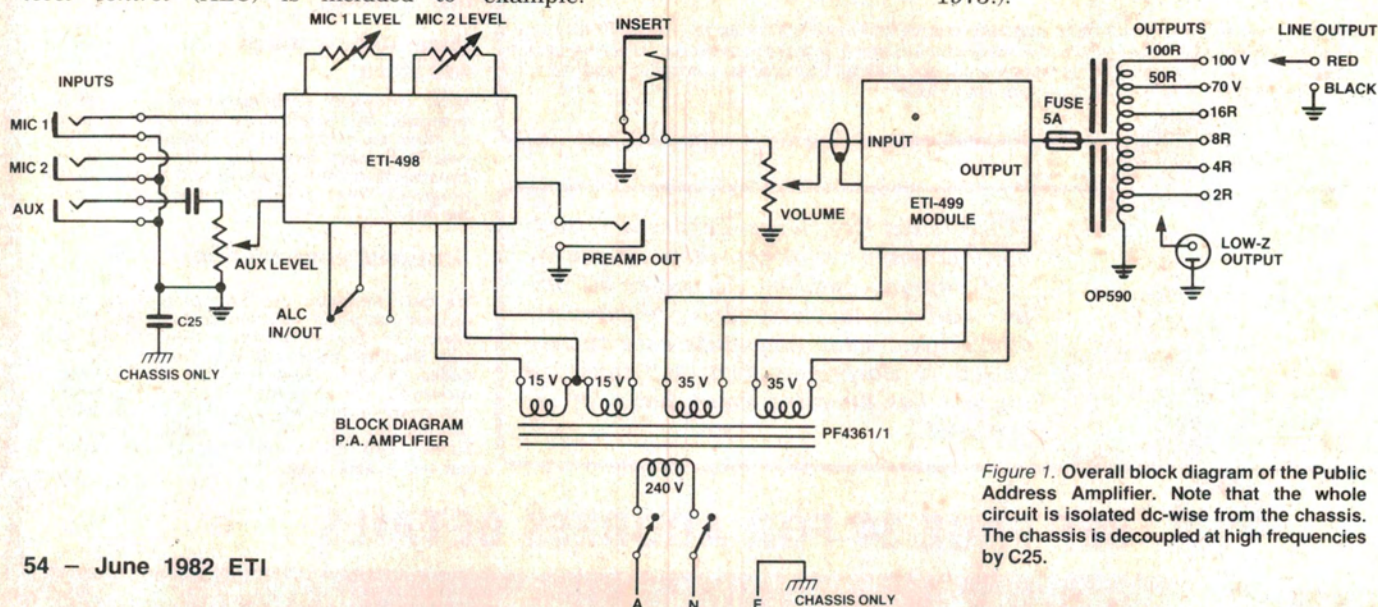 1978.).
MIC 1 LEVEL
MIC 2 LEVEL
INSERT
OUTPUTS
LINE OUTPUT
100R
100 V
RED
50R
70 V
BLACK
INPUTS
FUSE
5A
16R
MIC 1
INPUT
8R
ETI-498
MIC 2
OUTPUT
4R
AUX
VOLUME
ETI-499
MODULE
2R
AUX LEVEL
PREAMP OUT
LOW-Z
OUTPUT
OP590
ALC
IN/OUT
C25
CHASSIS ONLY
15 V
15 V
35 V
35 V
BLOCK DIAGRAM
P.A. AMPLIFIER
PF4361/1
240 V
A
N
E
CHASSIS ONLY
Figure 1. Overall block diagram of the Public
Address Amplifier. Note that the whole
circuit is isolated dc-wise from the chassis.
The chassis is decoupled at high frequencies
by C25.
54 – June 1982 ETI